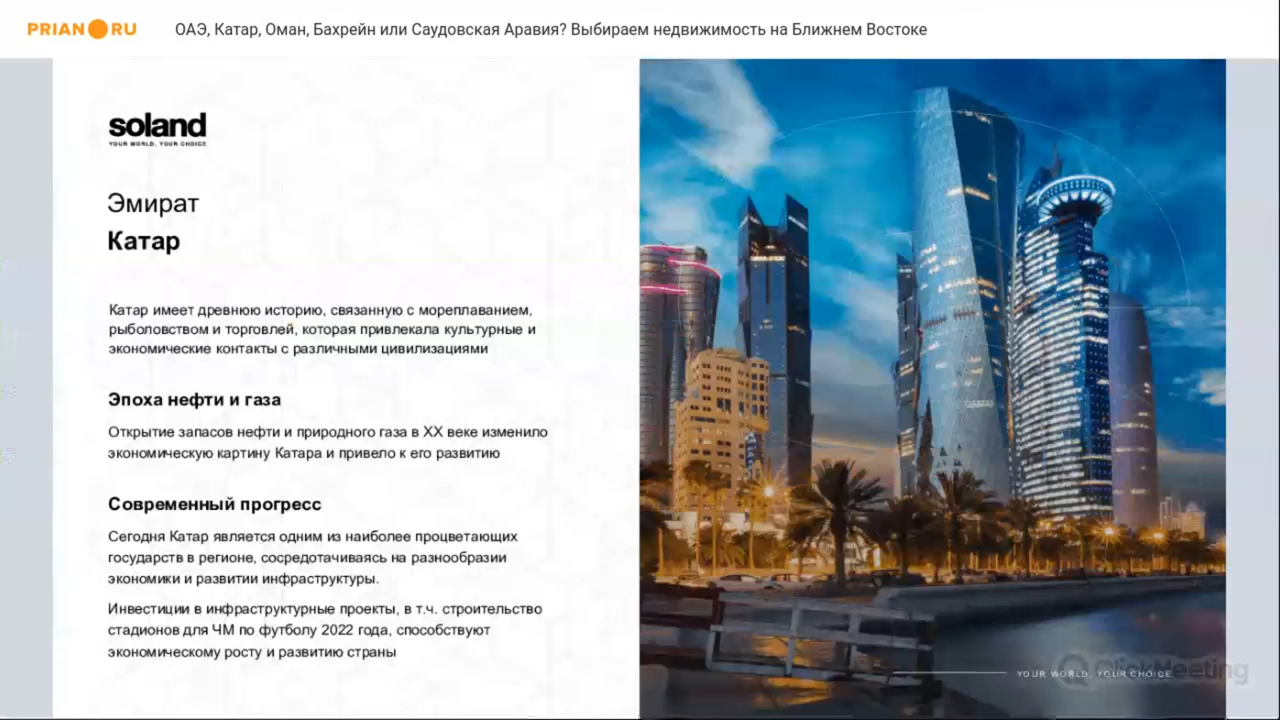 PRIAN RU
ОАЭ, Катар, Оман, Бахрейн или Саудовская Аравия? Выбираем недвижимость на Ближнем Востоке
soland
YOUR WORLD, YOUR CHOICE
Эмират
Катар
Катар имеет древнюю историю, связанную с мореплаванием,
рыболовством и торговлей, которая привлекала культурные и
экономические контакты с различными цивилизациями
Эпоха нефти и газа
Открытие запасов нефти и природного газа в XX веке изменило
экономическую картину Катара и привело к его развитию
Современный прогресс
Сегодня Катар является одним из наиболее процветающих
государств в регионе, сосредотачиваясь на разнообразии
экономики и развитии инфраструктуры.
Инвестиции в инфраструктурные проекты, в т.ч. строительство
стадионов для ЧМ по футболу 2022 года, способствуют
экономическому росту и развитию страны
YOUR WORLD, YOUR CHOICE
ClickMeeting